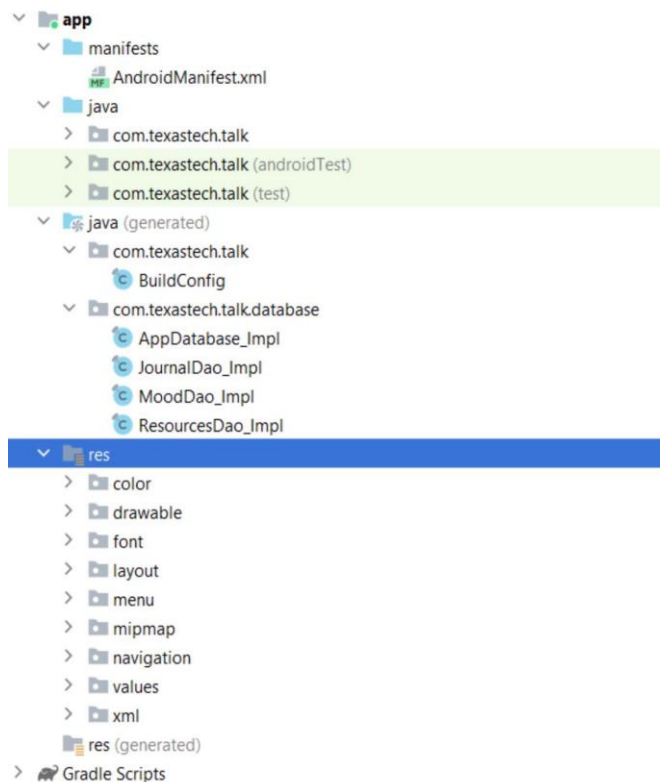 app
manifests
MF AndroidManifest.xml
java
com.texastech.talk
com.texastech.talk (androidTest)
com.texastech.talk (test)
java (generated)
com.texastech.talk
C BuildConfig
com.texastech.talk.database
C AppDatabase_Impl
C JournalDao_Impl
C MoodDao_Impl
C ResourcesDao_Impl
res
color
drawable
font
layout
menu
mipmap
navigation
values
xml
res (generated)
Gradle Scripts